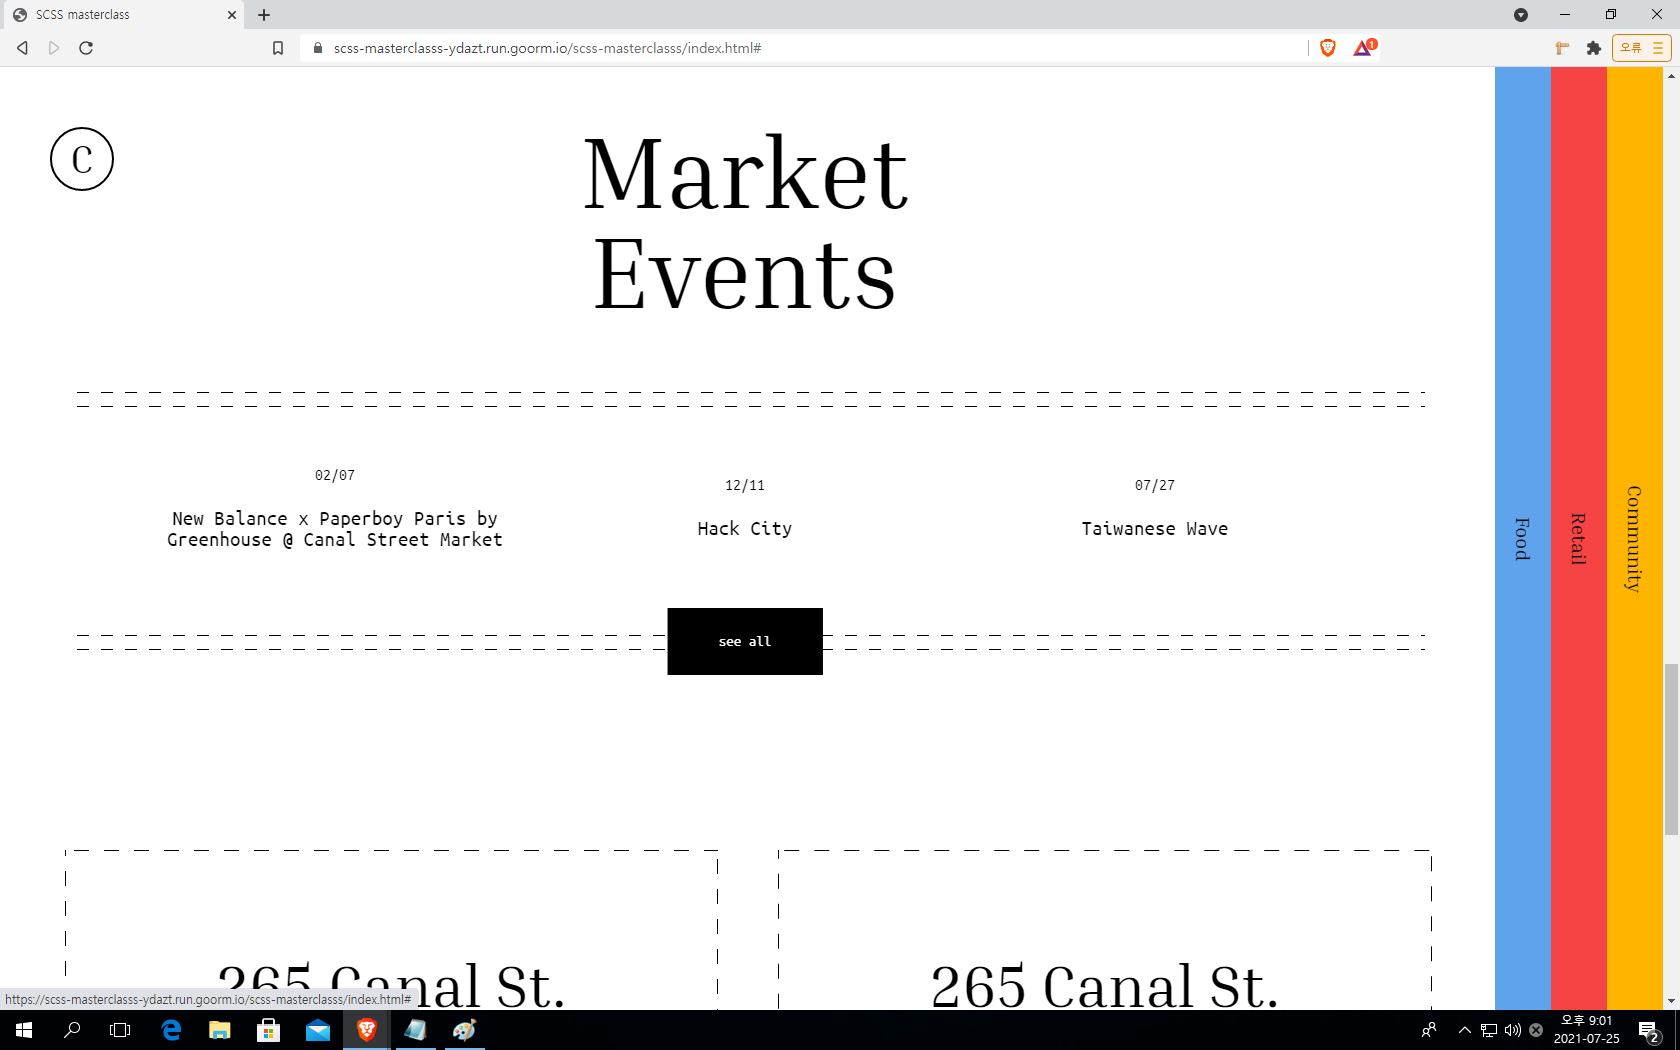 SCSS masterclass
scss-masterclasss-ydazt.run.goorm.io/scss-masterclasss/index.html#
1
오류
C
Market
Events
02/07
New Balance x Paperboy Paris by
Greenhouse @ Canal Street Market
12/11
Hack City
07/27
Taiwanese Wave
see all
Food
Retail
Community
265 Canal St.
265 Canal St.
https://scss-masterclasss-ydazt.run.goorm.io/scss-masterclasss/index.html#
오후 9:01
2021-07-25
2